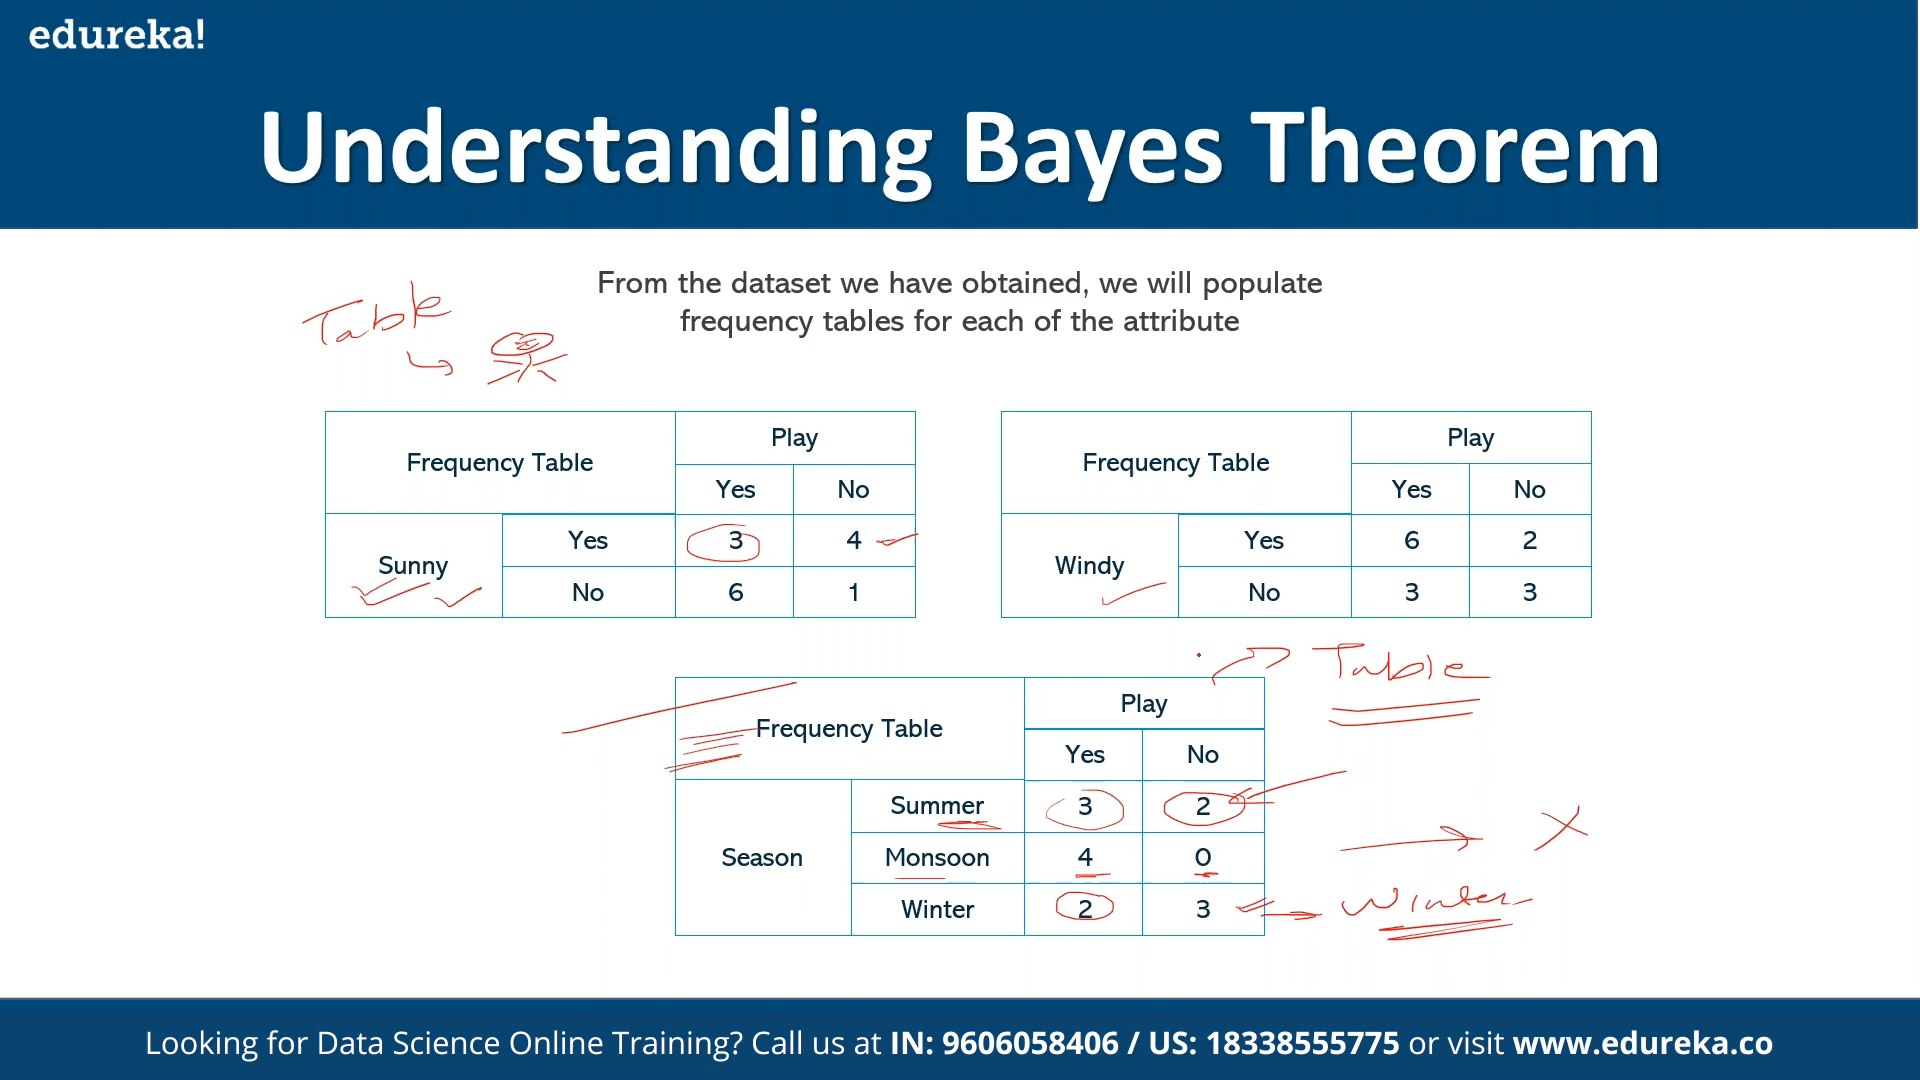 edureka!
Understanding Bayes Theorem
From the dataset we have obtained, we will populate
frequency tables for each of the attribute
Table
Frequency Table
Play
Yes No
Sunny
Yes 3 4
No 6 1
Frequency Table
Play
Yes No
Windy
Yes 6 2
No 3 3
Table
Frequency Table
Play
Yes No
Season
Summer 3 2
Monsoon 4 0
Winter 2 3
Winter
Looking for Data Science Online Training? Call us at IN: 9606058406 / US: 18338555775 or visit www.edureka.co